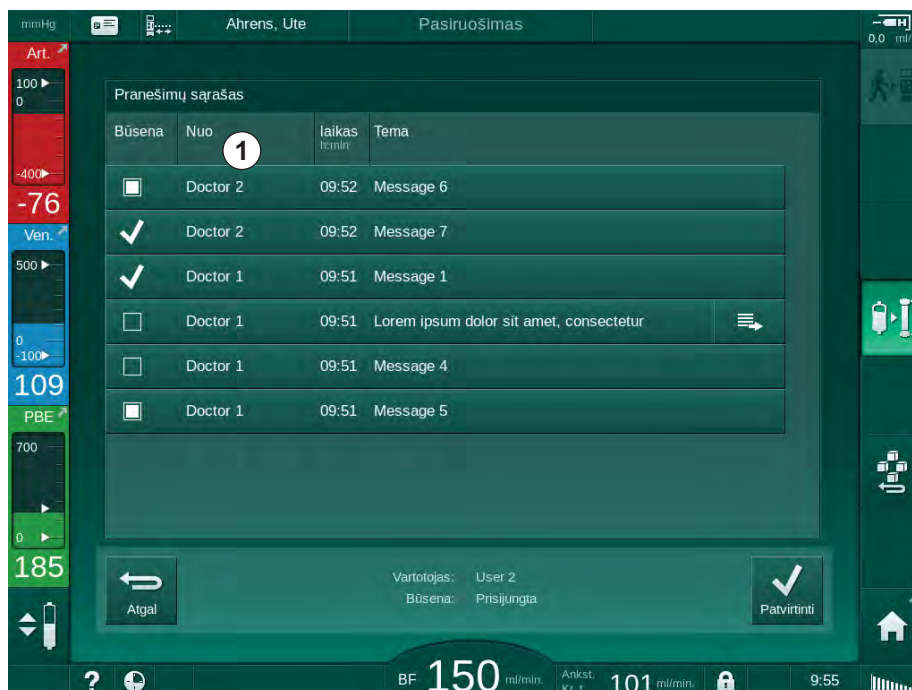 mmHg
Ahrens, Ute
Pasiruošimas
0,0 ml/
Art.
100
0
-400
-76
Ven.
500
0
-100
109
PBE
700
0
185
Pranešimų sąrašas
Būsena Nuo laikas Tema
h:min
1
Doctor 2 09:52 Message 6
Doctor 2 09:52 Message 7
Doctor 1 09:51 Message 1
Doctor 1 09:51 Lorem ipsum dolor sit amet, consectetur
Doctor 1 09:51 Message 4
Doctor 1 09:51 Message 5
Vartotojas: User 2
Būsena: Prisijungta
Atgal
Patvirtinti
? BF 150 ml/min. Ankst. 101 ml/min. 9:55